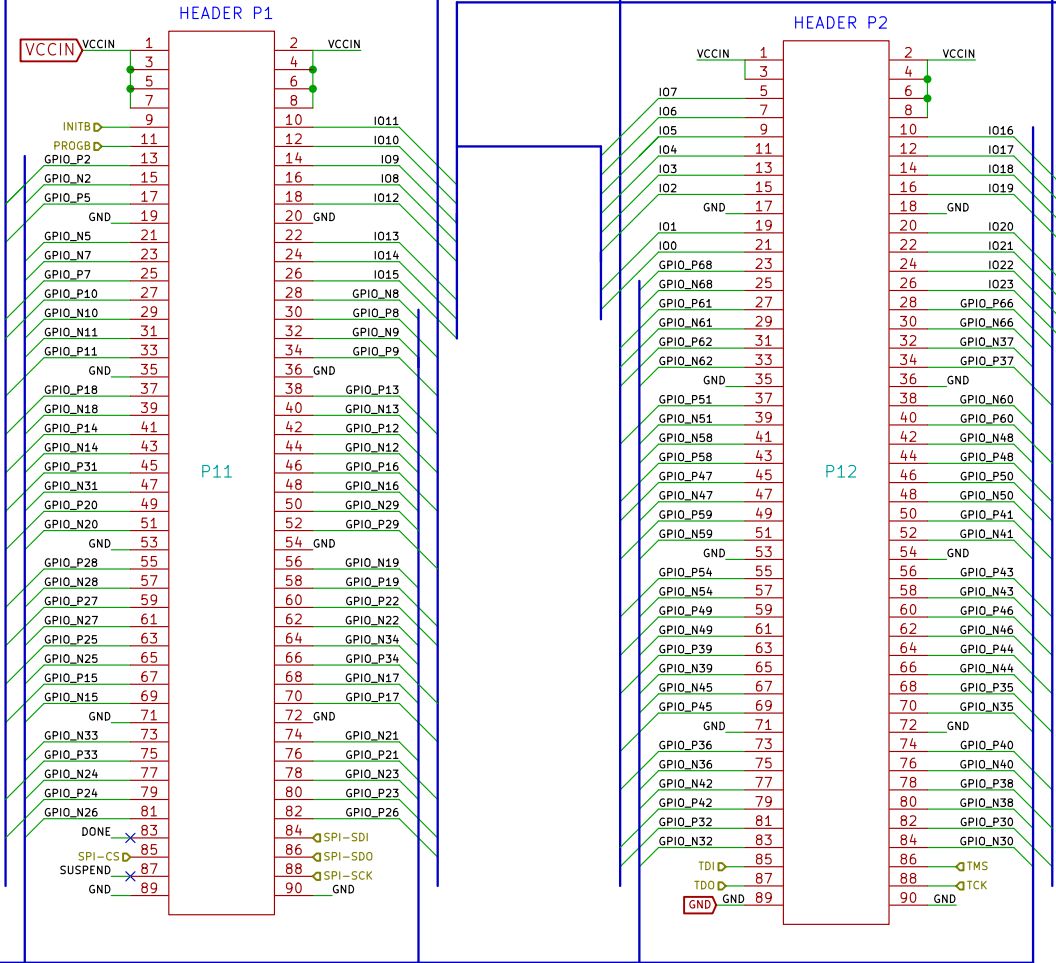 HEADER P1
VCCIN VCCIN 1 2 VCCIN
3 4
5 6
7 8
INITB 9 10 IO11
PROGB 11 12 IO10
GPIO_P2 13 14 IO9
GPIO_N2 15 16 IO8
GPIO_P5 17 18 IO12
GND 19 20 GND
GPIO_N5 21 22 IO13
GPIO_N7 23 24 IO14
GPIO_P7 25 26 IO15
GPIO_P10 27 28 GPIO_N8
GPIO_N10 29 30 GPIO_P8
GPIO_N11 31 32 GPIO_N9
GPIO_P11 33 34 GPIO_P9
GND 35 36 GND
GPIO_P18 37 38 GPIO_P13
GPIO_N18 39 40 GPIO_N13
GPIO_P14 41 42 GPIO_P12
GPIO_N14 43 44 GPIO_N12
GPIO_P31 45 P11 46 GPIO_P16
GPIO_N31 47 48 GPIO_N16
GPIO_P20 49 50 GPIO_N29
GPIO_N20 51 52 GPIO_P29
GND 53 54 GND
GPIO_P28 55 56 GPIO_N19
GPIO_N28 57 58 GPIO_P19
GPIO_P27 59 60 GPIO_P22
GPIO_N27 61 62 GPIO_N22
GPIO_P25 63 64 GPIO_N34
GPIO_N25 65 66 GPIO_P34
GPIO_P15 67 68 GPIO_N17
GPIO_N15 69 70 GPIO_P17
GND 71 72 GND
GPIO_N33 73 74 GPIO_N21
GPIO_P33 75 76 GPIO_P21
GPIO_N24 77 78 GPIO_N23
GPIO_P24 79 80 GPIO_P23
GPIO_N26 81 82 GPIO_P26
DONE 83 84 SPI-SDI
SPI-CS 85 86 SPI-SDO
SUSPEND 87 88 SPI-SCK
GND 89 90 GND
HEADER P2
VCCIN 1 2 VCCIN
3 4
IO7 5 6
IO6 7 8
IO5 9 10 IO16
IO4 11 12 IO17
IO3 13 14 IO18
IO2 15 16 IO19
GND 17 18 GND
IO1 19 20 IO20
IO0 21 22 IO21
GPIO_P68 23 24 IO22
GPIO_N68 25 26 IO23
GPIO_P61 27 28 GPIO_P66
GPIO_N61 29 30 GPIO_N66
GPIO_P62 31 32 GPIO_N37
GPIO_N62 33 34 GPIO_P37
GND 35 36 GND
GPIO_P51 37 38 GPIO_N60
GPIO_N51 39 40 GPIO_P60
GPIO_N58 41 42 GPIO_N48
GPIO_P58 43 44 GPIO_P48
GPIO_P47 45 P12 46 GPIO_P50
GPIO_N47 47 48 GPIO_N50
GPIO_P59 49 50 GPIO_P41
GPIO_N59 51 52 GPIO_N41
GND 53 54 GND
GPIO_P54 55 56 GPIO_P43
GPIO_N54 57 58 GPIO_N43
GPIO_P49 59 60 GPIO_P46
GPIO_N49 61 62 GPIO_N46
GPIO_P39 63 64 GPIO_P44
GPIO_N39 65 66 GPIO_N44
GPIO_N45 67 68 GPIO_P35
GPIO_P45 69 70 GPIO_N35
GND 71 72 GND
GPIO_P36 73 74 GPIO_P40
GPIO_N36 75 76 GPIO_N40
GPIO_N42 77 78 GPIO_P38
GPIO_P42 79 80 GPIO_N38
GPIO_P32 81 82 GPIO_P30
GPIO_N32 83 84 GPIO_N30
TDI 85 86 TMS
TDO 87 88 TCK
GND GND 89 90 GND